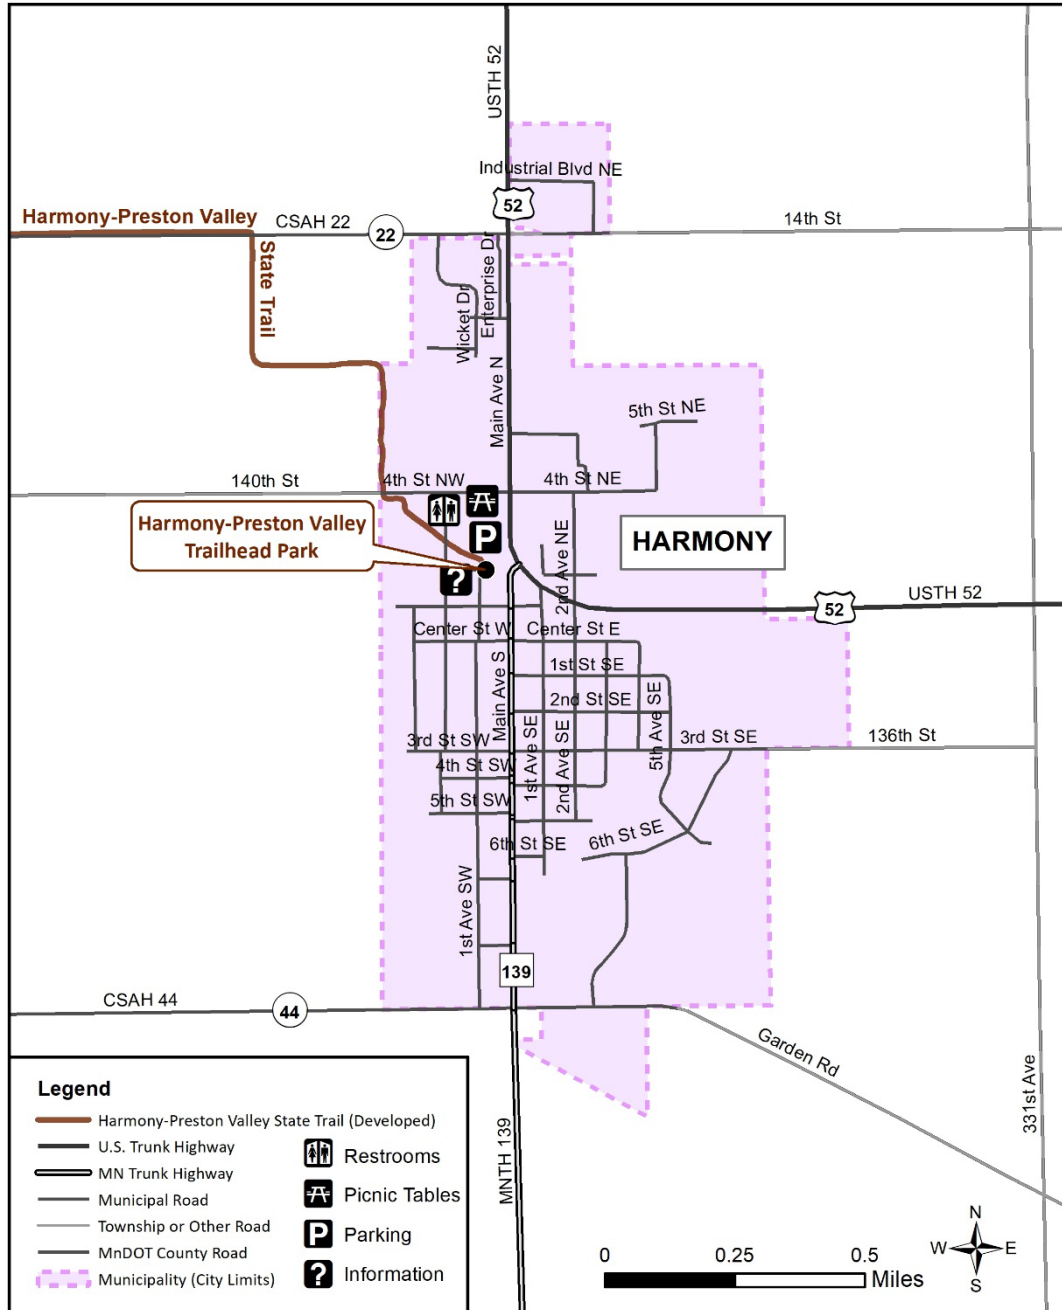 USTH 52
Industrial Blvd NE
52
Harmony-Preston Valley
CSAH 22
22
14th St
State Trail
Enterprise Dr
Wicket Dr
Main Ave N
5th St NE
140th St
4th St NW
4th St NE
Harmony-Preston Valley
Trailhead Park
P
?
2nd Ave NE
HARMONY
USTH 52
52
Center St W
Center St E
1st St SE
Main Ave S
2nd St SE
5th Ave SE
3rd St SW
3rd St SE
136th St
1st Ave SE
2nd Ave SE
4th St SW
5th St SW
6th St SE
6th St SE
1st Ave SW
139
CSAH 44
44
Garden Rd
331st Ave
MNTH 139
Legend
Harmony-Preston Valley State Trail (Developed)
U.S. Trunk Highway
MN Trunk Highway
Municipal Road
Township or Other Road
MnDOT County Road
Municipality (City Limits)
Restrooms
Picnic Tables
P Parking
? Information
N
W E
S
0 0.25 0.5
Miles